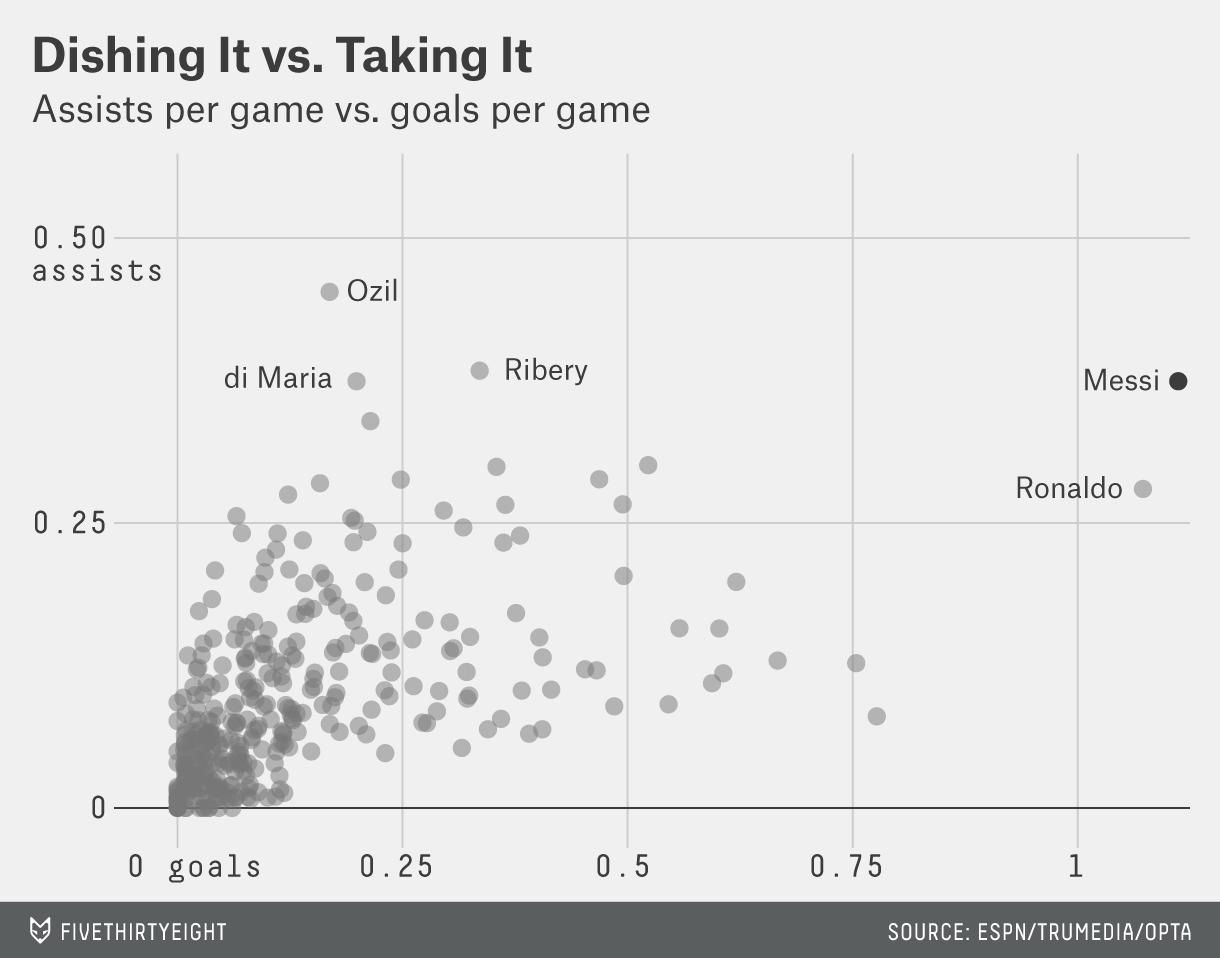 Dishing It vs. Taking It
Assists per game vs. goals per game
0.50
assists
Ozil
di Maria
Ribery
Messi
Ronaldo
0.25
0
0 goals 0.25 0.5 0.75 1
FIVETHIRTYEIGHT SOURCE: ESPN/TRUMEDIA/OPTA